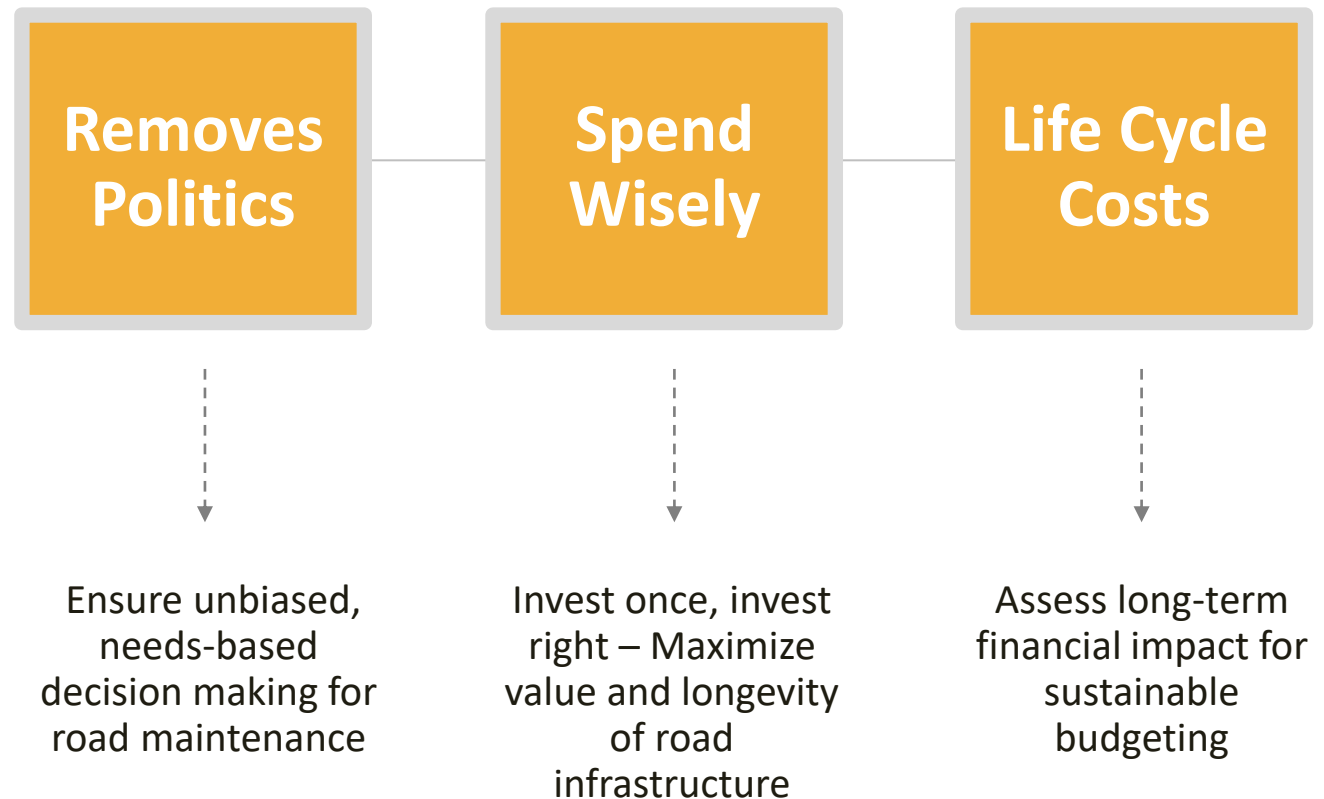 Removes
Politics
Spend
Wisely
Life Cycle
Costs
Ensure unbiased,
needs-based
decision making for
road maintenance
Invest once, invest
right – Maximize
value and longevity
of road
infrastructure
Assess long-term
financial impact for
sustainable
budgeting